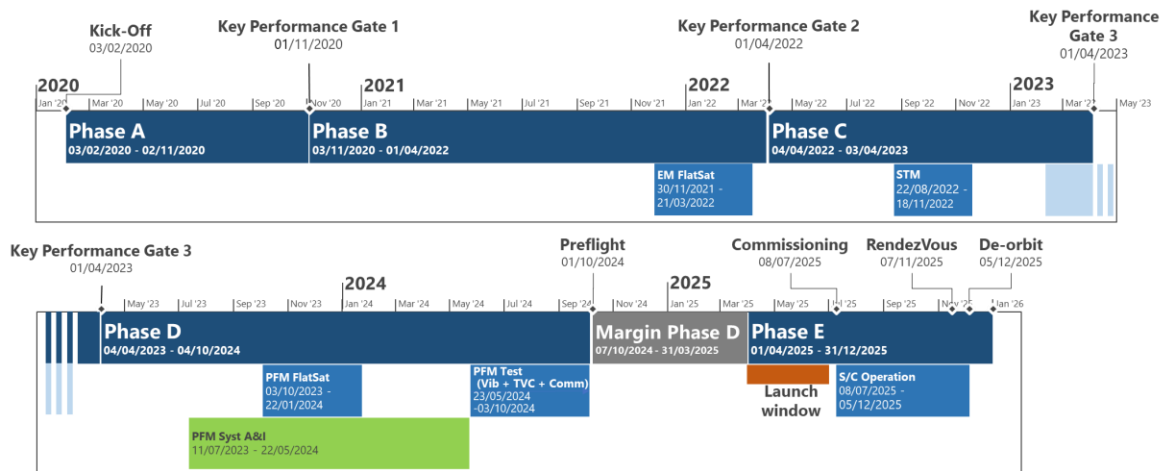 Kick-Off
03/02/2020
Key Performance Gate 1
01/11/2020
Key Performance Gate 2
01/04/2022
Key Performance
Gate 3
01/04/2023
2020
2021
2022
2023
Jan '20
Mar '20
May '20
Jul '20
Sep '20
Nov '20
Jan '21
Mar '21
May '21
Jul '21
Sep '21
Nov '21
Jan '22
Mar '22
May '22
Jul '22
Sep '22
Nov '22
Jan '23
Mar '23
May '23
Phase A
03/02/2020 - 02/11/2020
Phase B
03/11/2020 - 01/04/2022
Phase C
04/04/2022 - 03/04/2023
EM FlatSat
30/11/2021 -
21/03/2022
STM
22/08/2022 -
18/11/2022
Key Performance Gate 3
01/04/2023
Preflight
01/10/2024
Commissioning
08/07/2025
RendezVous
07/11/2025
De-orbit
05/12/2025
2024
2025
May '23
Jul '23
Sep '23
Nov '23
Jan '24
Mar '24
May '24
Jul '24
Sep '24
Nov '24
Jan '25
Mar '25
May '25
Jul '25
Sep '25
Nov '25
Jan '26
Phase D
04/04/2023 - 04/10/2024
Margin Phase D
07/10/2024 - 31/03/2025
Phase E
01/04/2025 - 31/12/2025
PFM FlatSat
03/10/2023 -
22/01/2024
PFM Test
(Vib + TVC + Comm)
23/05/2024
-03/10/2024
Launch
window
S/C Operation
08/07/2025 -
05/12/2025
PFM Syst A&I
11/07/2023 - 22/05/2024